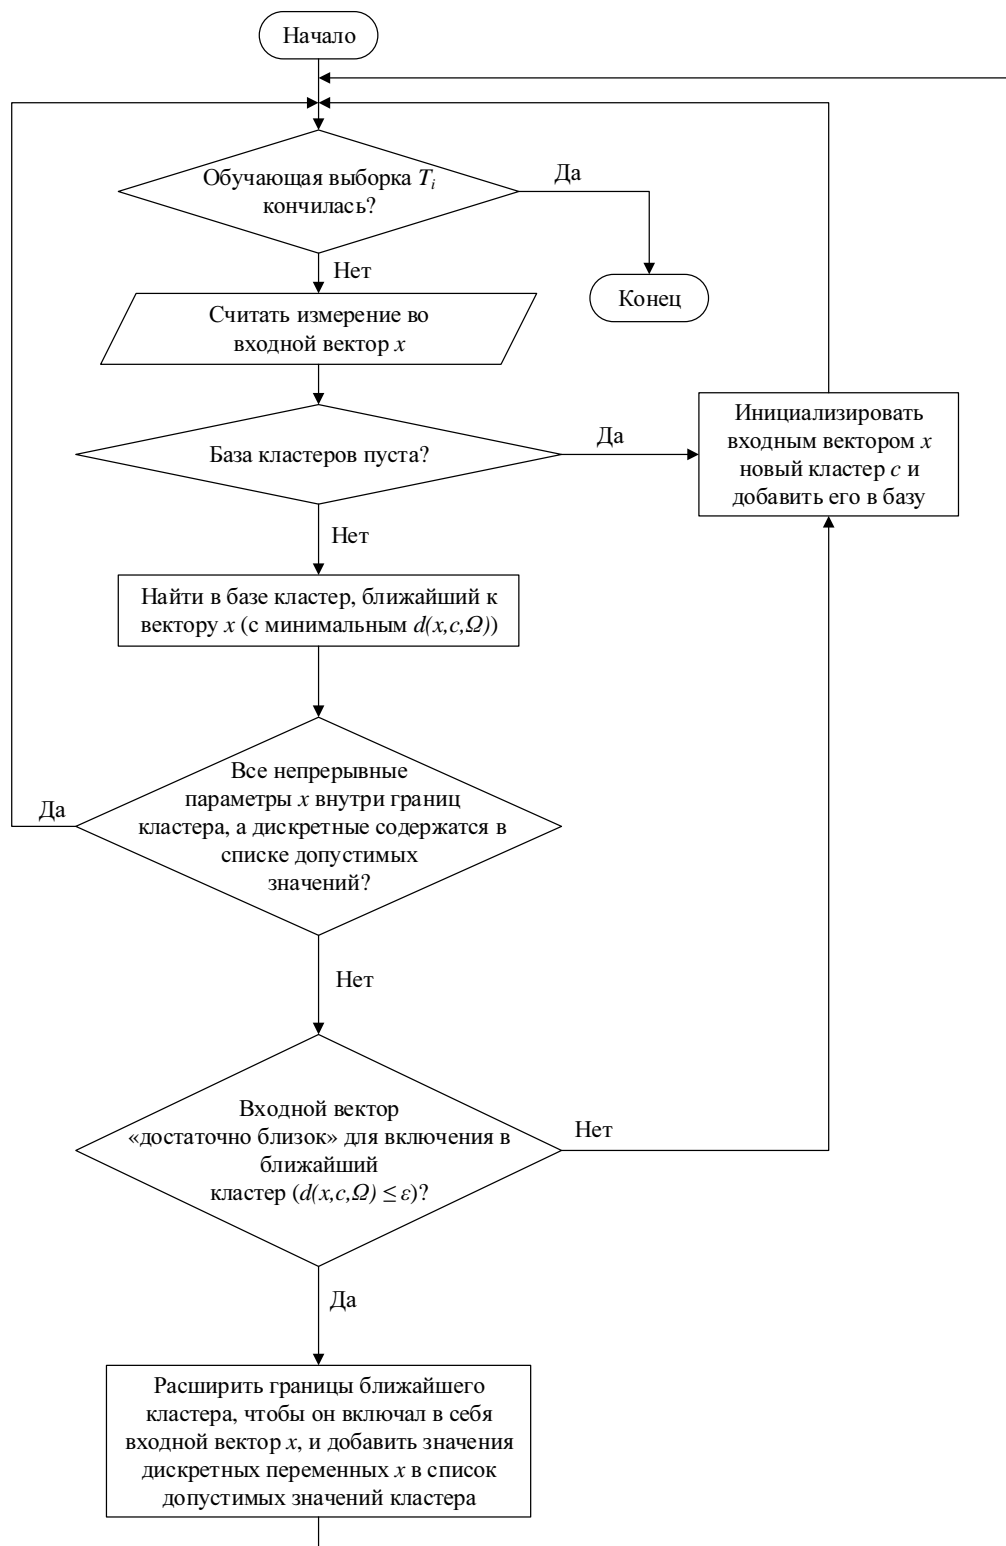 Начало
Обучающая выборка Ti
кончилась?
Да
Нет
Конец
Считать измерение во
входной вектор x
База кластеров пуста?
Да
Инициализировать
входным вектором x
новый кластер c и
добавить его в базу
Нет
Найти в базе кластер, ближайший к
вектору x (с минимальным d(x,c,Ω))
Все непрерывные
параметры x внутри границ
кластера, а дискретные содержатся в
списке допустимых
значений?
Да
Нет
Входной вектор
«достаточно близок» для включения в
ближайший
кластер (d(x,c,Ω) ≤ ε)?
Нет
Да
Расширить границы ближайшего
кластера, чтобы он включал в себя
входной вектор x, и добавить значения
дискретных переменных x в список
допустимых значений кластера